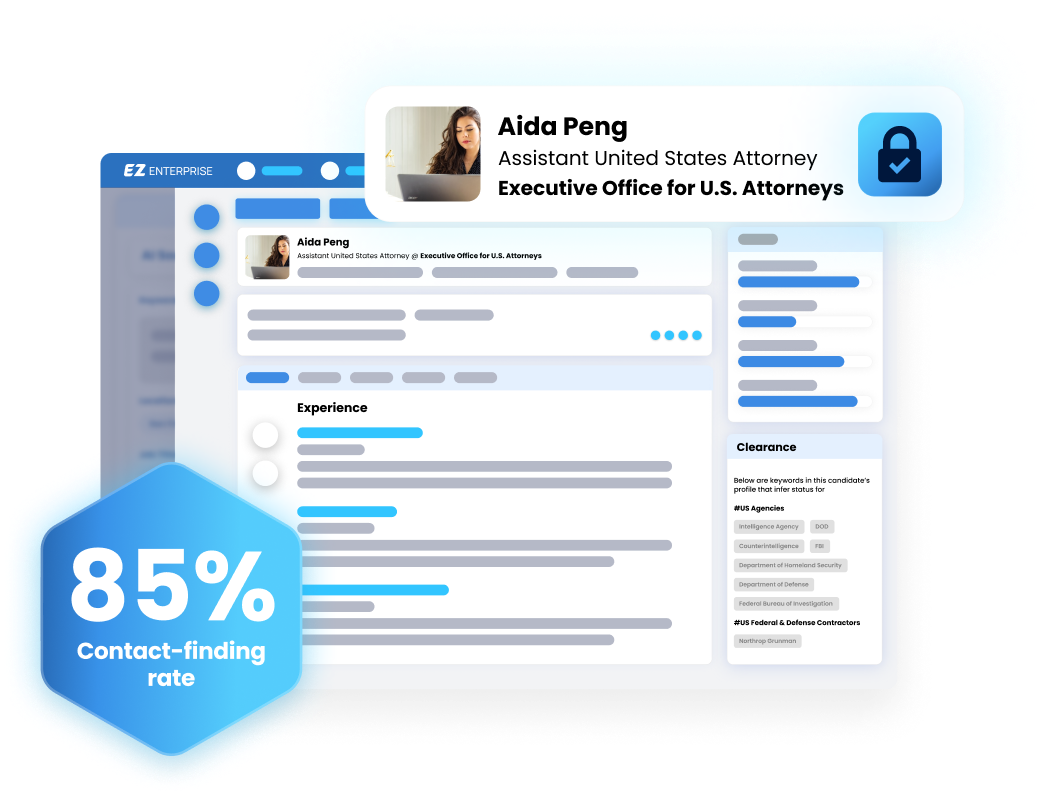 Aida Peng
Assistant United States Attorney
Executive Office for U.S. Attorneys
EZ ENTERPRISE
Aida Peng
Assistant United States Attorney @ Executive Office for U.S. Attorneys
Experience
Clearance
Below are keywords in this candidate's
profile that infer status for
#US Agencies
Intelligence Agency DOD
Counterintelligence FBI
Department of Homeland Security
Department of Defense
Federal Bureau of Investigation
#US Federal & Defense Contractors
Northrop Grunman
85%
Contact-finding
rate